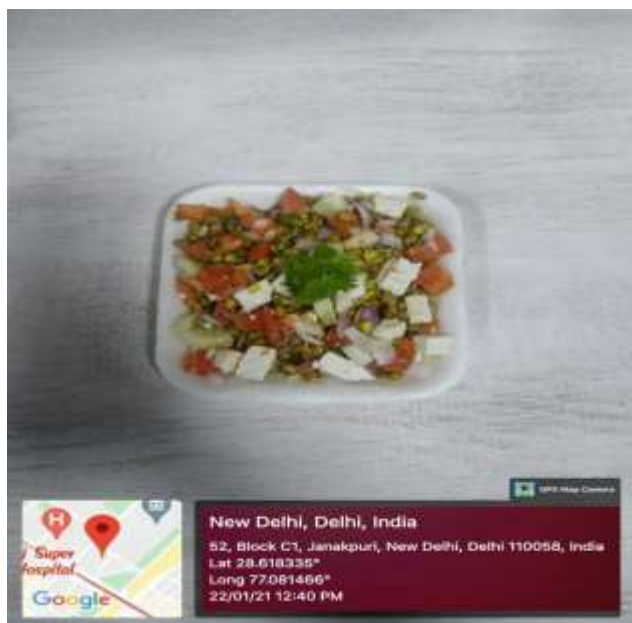 GPS Map Camera
New Delhi, Delhi, India
52, Block C1, Janakpuri, New Delhi, Delhi 110058, India
Lat 28.618335°
Long 77.081466°
22/01/21 12:40 PM
H
Super
Hospital
Google